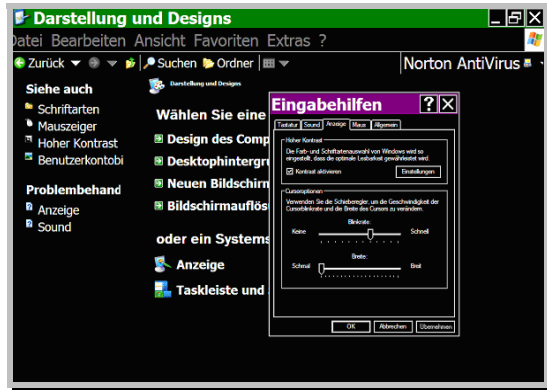 Darstellung und Designs
Datei Bearbeiten Ansicht Favoriten Extras ?
Zurück Suchen Ordner Norton AntiVirus
Siehe auch
Schriftarten
Mauszeiger
Hoher Kontrast
Benutzerkontobi
Problembehand
Anzeige
Sound
Darstellung und Designs
Wählen Sie eine
Design des Comp
Desktophintergru
Neuen Bildschirm
Bildschirmauflös
oder ein Systems
Anzeige
Taskleiste und
Eingabehilfen
Tastatur Sound Anzeige Maus Allgemein
Hoher Kontrast
Die Farb- und Schriftartenauswahl von Windows wird so
eingestellt, dass die optimale Lesbarkeit gewährleistet wird.
Kontrast aktivieren Einstellungen
Cursoroptionen
Verwenden Sie die Schieberegler, um die Geschwindigkeit der
Cursorblinkrate und die Breite des Cursors zu verändern.
Blinkrate:
Keine Schnell
Breite:
Schmal Breit
OK Abbrechen Übernehmen